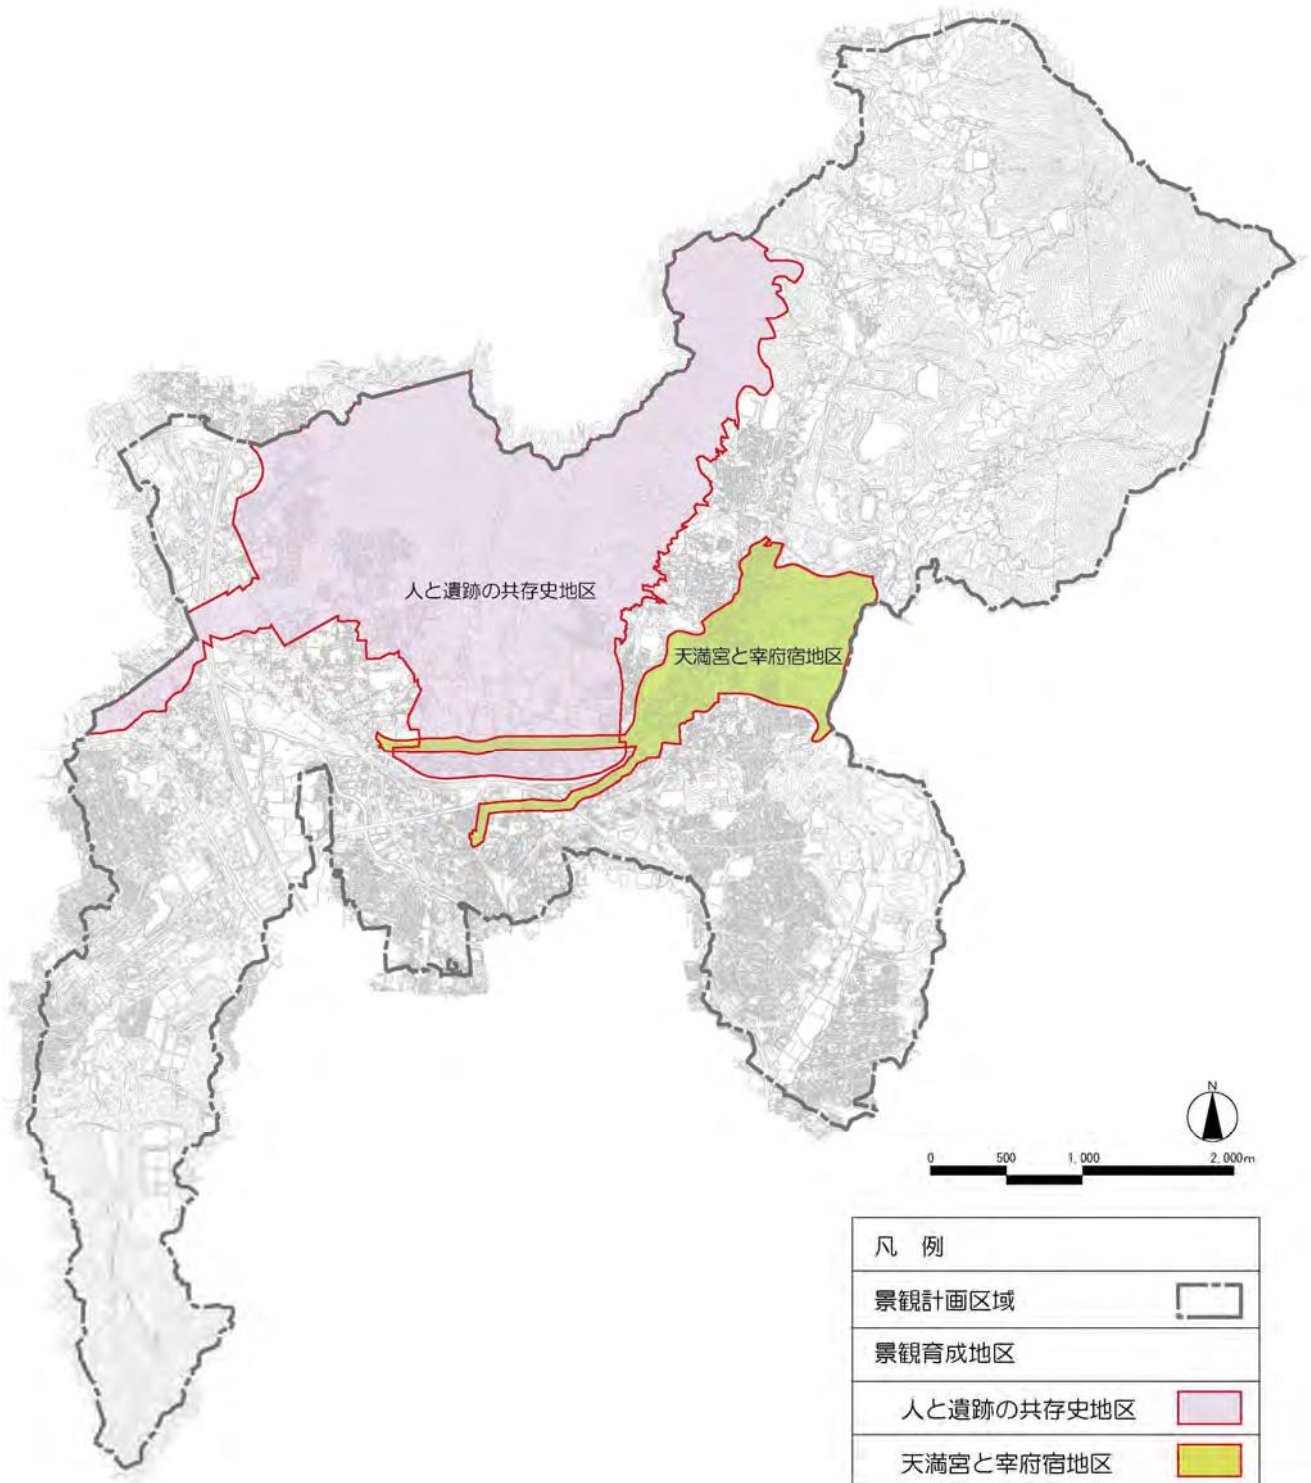 人と遺跡の共存史地区
天満宮と宰府宿地区
N
0 500 1,000 2,000m
凡 例
景観計画区域
景観育成地区
人と遺跡の共存史地区
天満宮と宰府宿地区